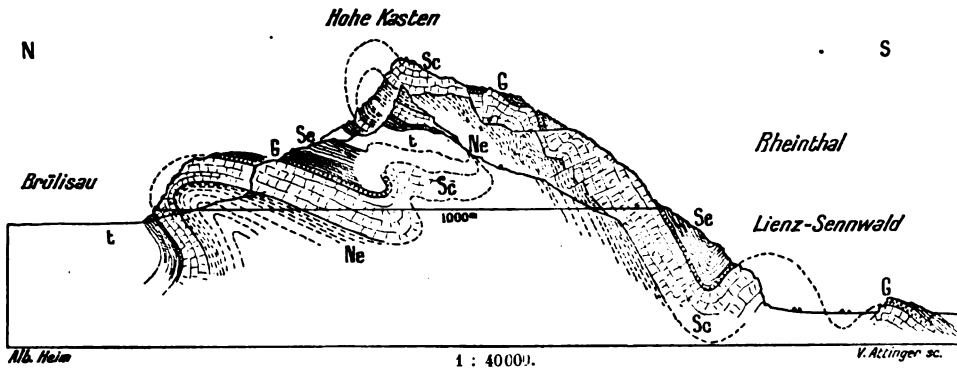 Hohe Kasten
N
S
Sc
G
Se
G
t
Ne
Rheinthal
Brülisau
Sc
1000m
Se
Lienz-Sennwald
t
Ne
G
Sc
Alb. Heim
1 : 40000.
V. Attinger sc.